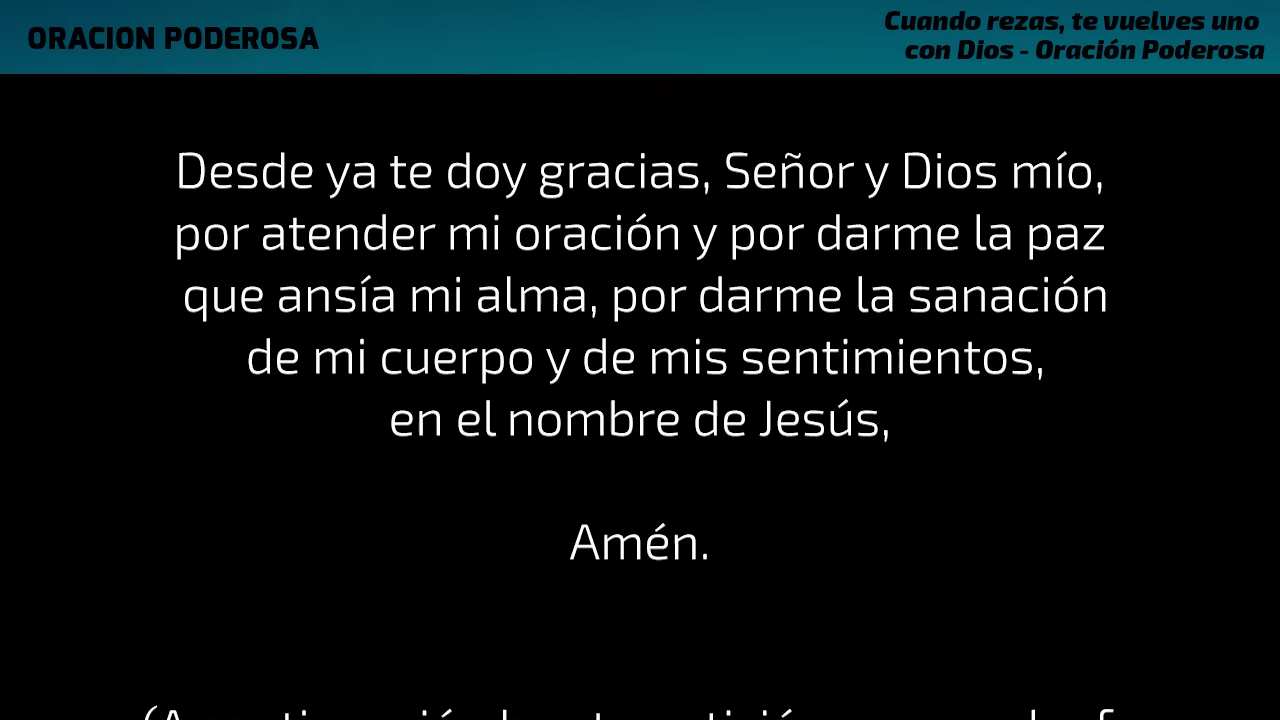 ORACION PODEROSA
Cuando rezas, te vuelves uno
con Dios - Oración Poderosa
Desde ya te doy gracias, Señor y Dios mío,
por atender mi oración y por darme la paz
que ansía mi alma, por darme la sanación
de mi cuerpo y de mis sentimientos,
en el nombre de Jesús,
Amén.